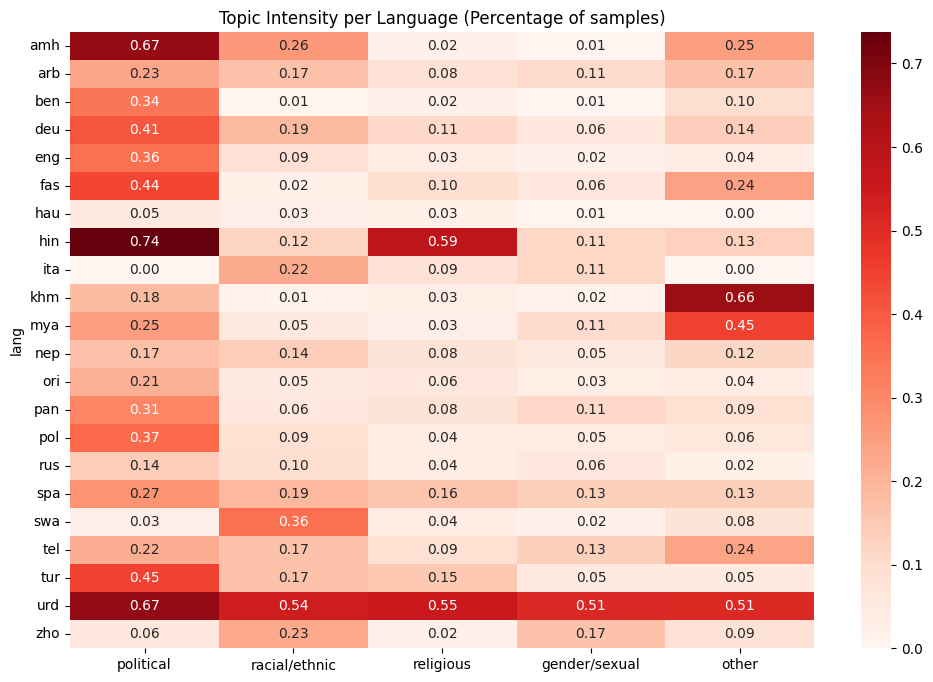 Topic Intensity per Language (Percentage of samples)
amh 0.67 0.26 0.02 0.01 0.25
arb 0.23 0.17 0.08 0.11 0.17
ben 0.34 0.01 0.02 0.01 0.10
deu 0.41 0.19 0.11 0.06 0.14
eng 0.36 0.09 0.03 0.02 0.04
fas 0.44 0.02 0.10 0.06 0.24
hau 0.05 0.03 0.03 0.01 0.00
hin 0.74 0.12 0.59 0.11 0.13
ita 0.00 0.22 0.09 0.11 0.00
khm 0.18 0.01 0.03 0.02 0.66
mya 0.25 0.05 0.03 0.11 0.45
nep 0.17 0.14 0.08 0.05 0.12
ori 0.21 0.05 0.06 0.03 0.04
pan 0.31 0.06 0.08 0.11 0.09
pol 0.37 0.09 0.04 0.05 0.06
rus 0.14 0.10 0.04 0.06 0.02
spa 0.27 0.19 0.16 0.13 0.13
swa 0.03 0.36 0.04 0.02 0.08
tel 0.22 0.17 0.09 0.13 0.24
tur 0.45 0.17 0.15 0.05 0.05
urd 0.67 0.54 0.55 0.51 0.51
zho 0.06 0.23 0.02 0.17 0.09
political racial/ethnic religious gender/sexual other
lang
0.7
0.6
0.5
0.4
0.3
0.2
0.1
0.0